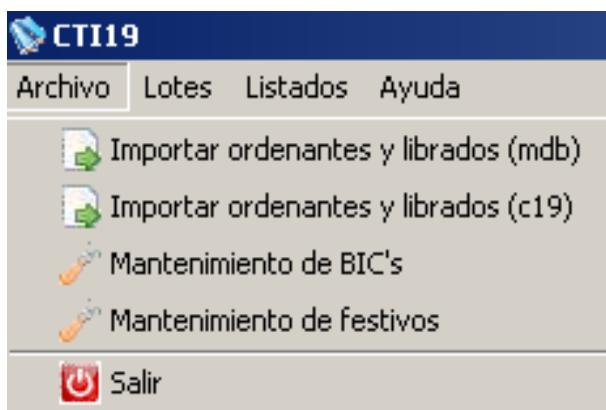 CTI19
Archivo Lotes Listados Ayuda
Importar ordenantes y librados (mdb)
Importar ordenantes y librados (c19)
Mantenimiento de BIC's
Mantenimiento de festivos
Salir